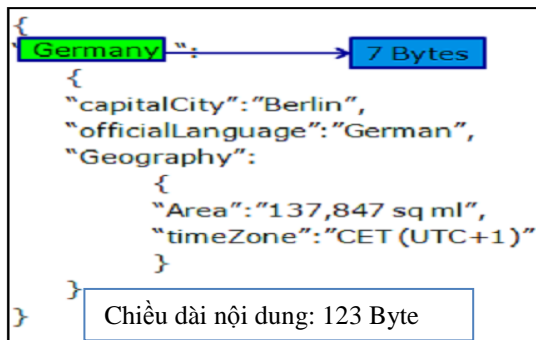 {
“ Germany “: 7 Bytes
{
“capitalCity”:”Berlin”,
“officialLanguage”:”German”,
“Geography”:
{
“Area”:”137,847 sq ml”,
“timeZone”:”CET (UTC+1)”
}
}
}
Chiều dài nội dung: 123 Byte